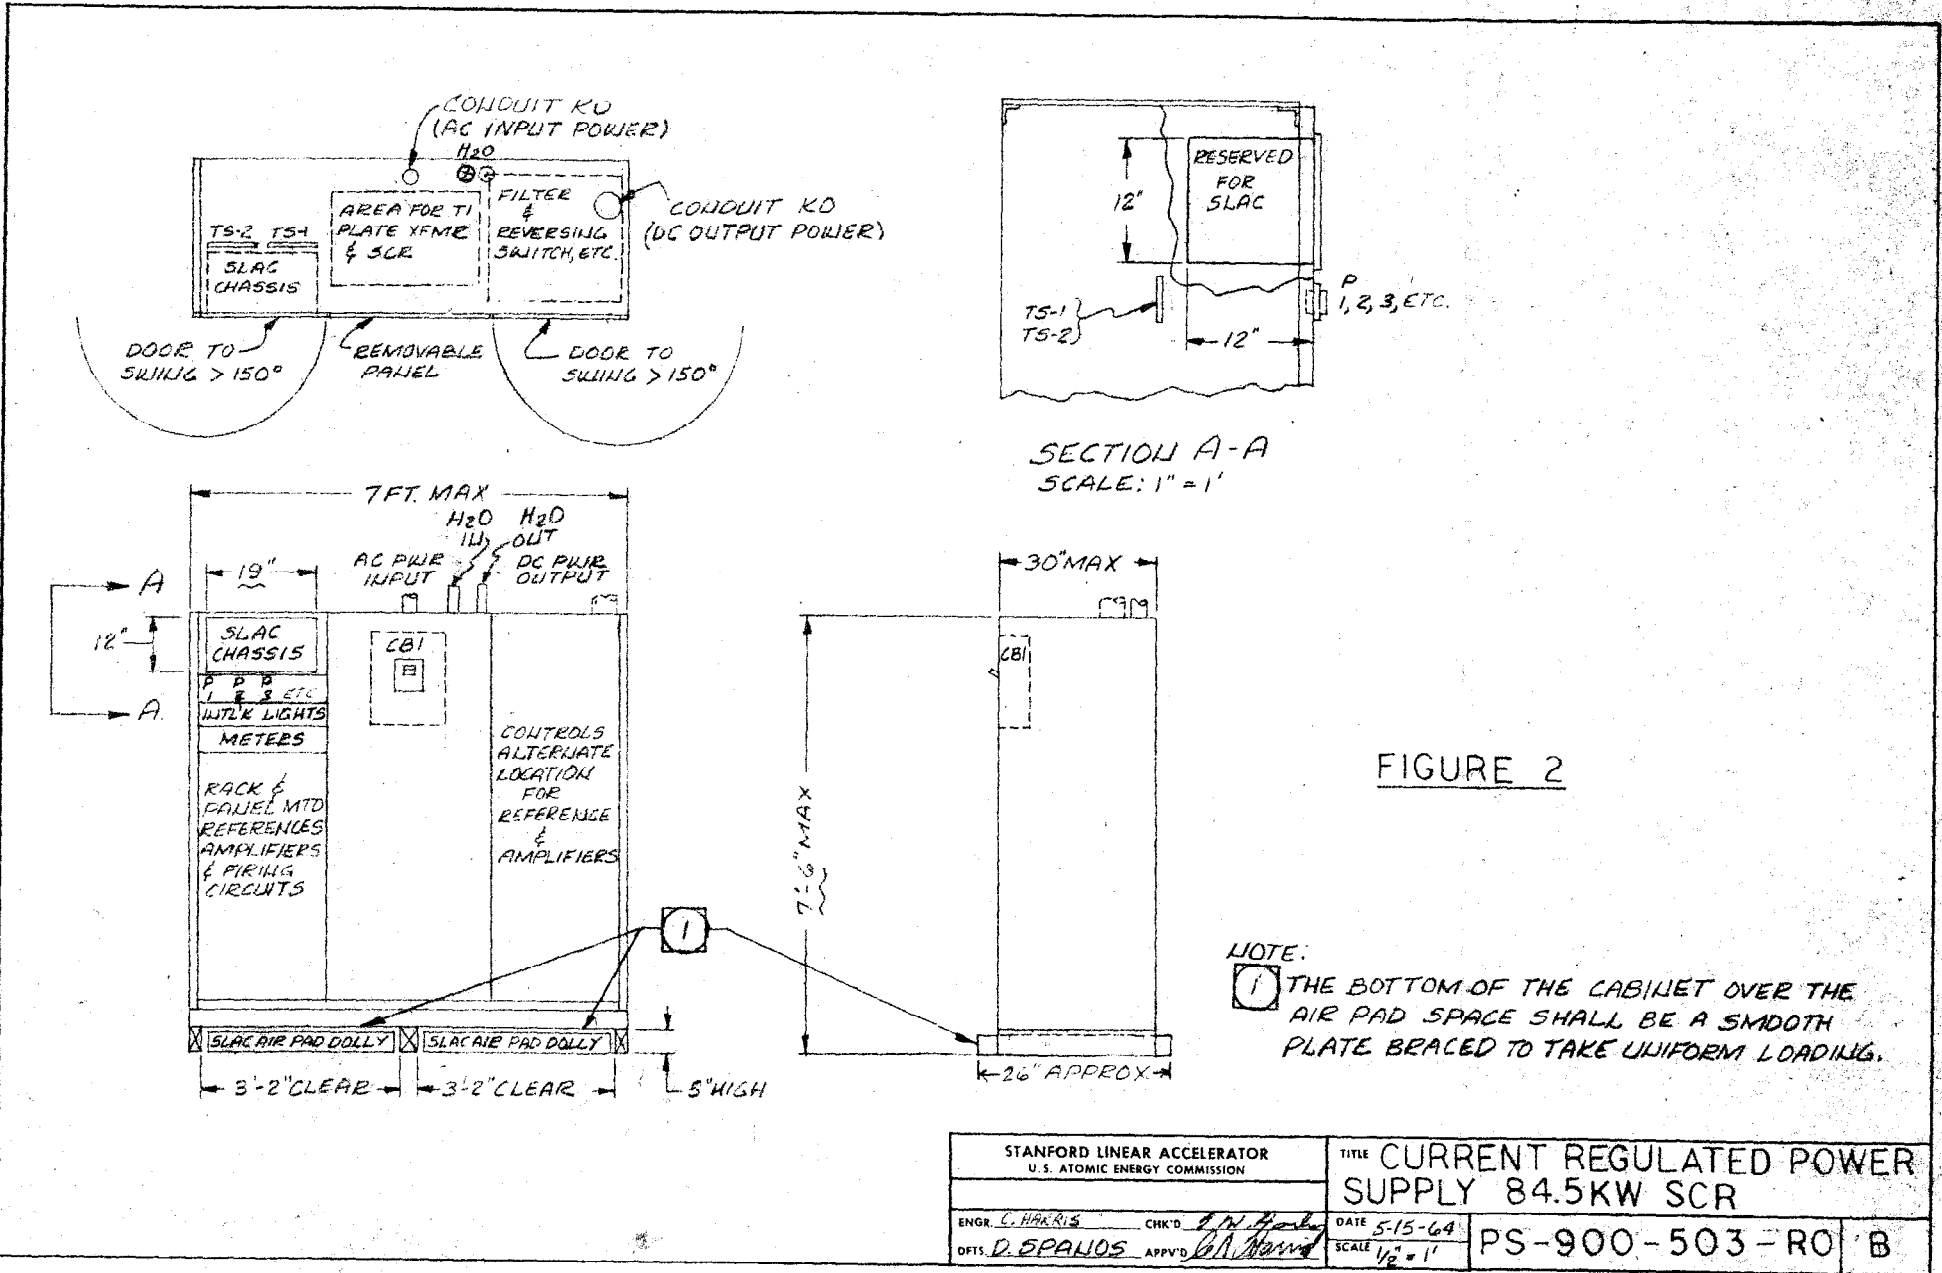 CONDUIT KO
(AC INPUT POWER)
H2O
AREA FOR T1
PLATE XFMR
& SCR
FILTER
&
REVERSING
SWITCH, ETC.
CONDUIT KO
(DC OUTPUT POWER)
TS-2 TS-1
SLAC
CHASSIS
DOOR TO
SWING > 150°
REMOVABLE
PANEL
DOOR TO
SWING > 150°
RESERVED
FOR
SLAC
12"
TS-1
TS-2
12"
P
1, 2, 3, ETC.
SECTION A-A
SCALE: 1" = 1'
7 FT. MAX
H2O
IN
H2O
OUT
AC PWR
INPUT
DC PWR
OUTPUT
A
19"
12"
A
SLAC
CHASSIS
P P P
1 2 3 ETC
INTL'K LIGHTS
METERS
RACK &
PANEL MTD
REFERENCES
AMPLIFIERS
& FIRING
CIRCUITS
CB1
CONTROLS
ALTERNATE
LOCATION
FOR
REFERENCE
&
AMPLIFIERS
1
SLAC AIR PAD DOLLY
SLAC AIR PAD DOLLY
3'-2" CLEAR
3'-2" CLEAR
5" HIGH
30" MAX
CB1
7'-6" MAX
26" APPROX
FIGURE 2
NOTE:
1 THE BOTTOM OF THE CABINET OVER THE
AIR PAD SPACE SHALL BE A SMOOTH
PLATE BRACED TO TAKE UNIFORM LOADING.
STANFORD LINEAR ACCELERATOR
U.S. ATOMIC ENERGY COMMISSION
ENGR. C. HARRIS CHK'D
DFTS. D. SPANOS APPV'D
TITLE CURRENT REGULATED POWER
SUPPLY 84.5KW SCR
DATE 5-15-64
SCALE 1/2" = 1'
PS-900-503-R0 B